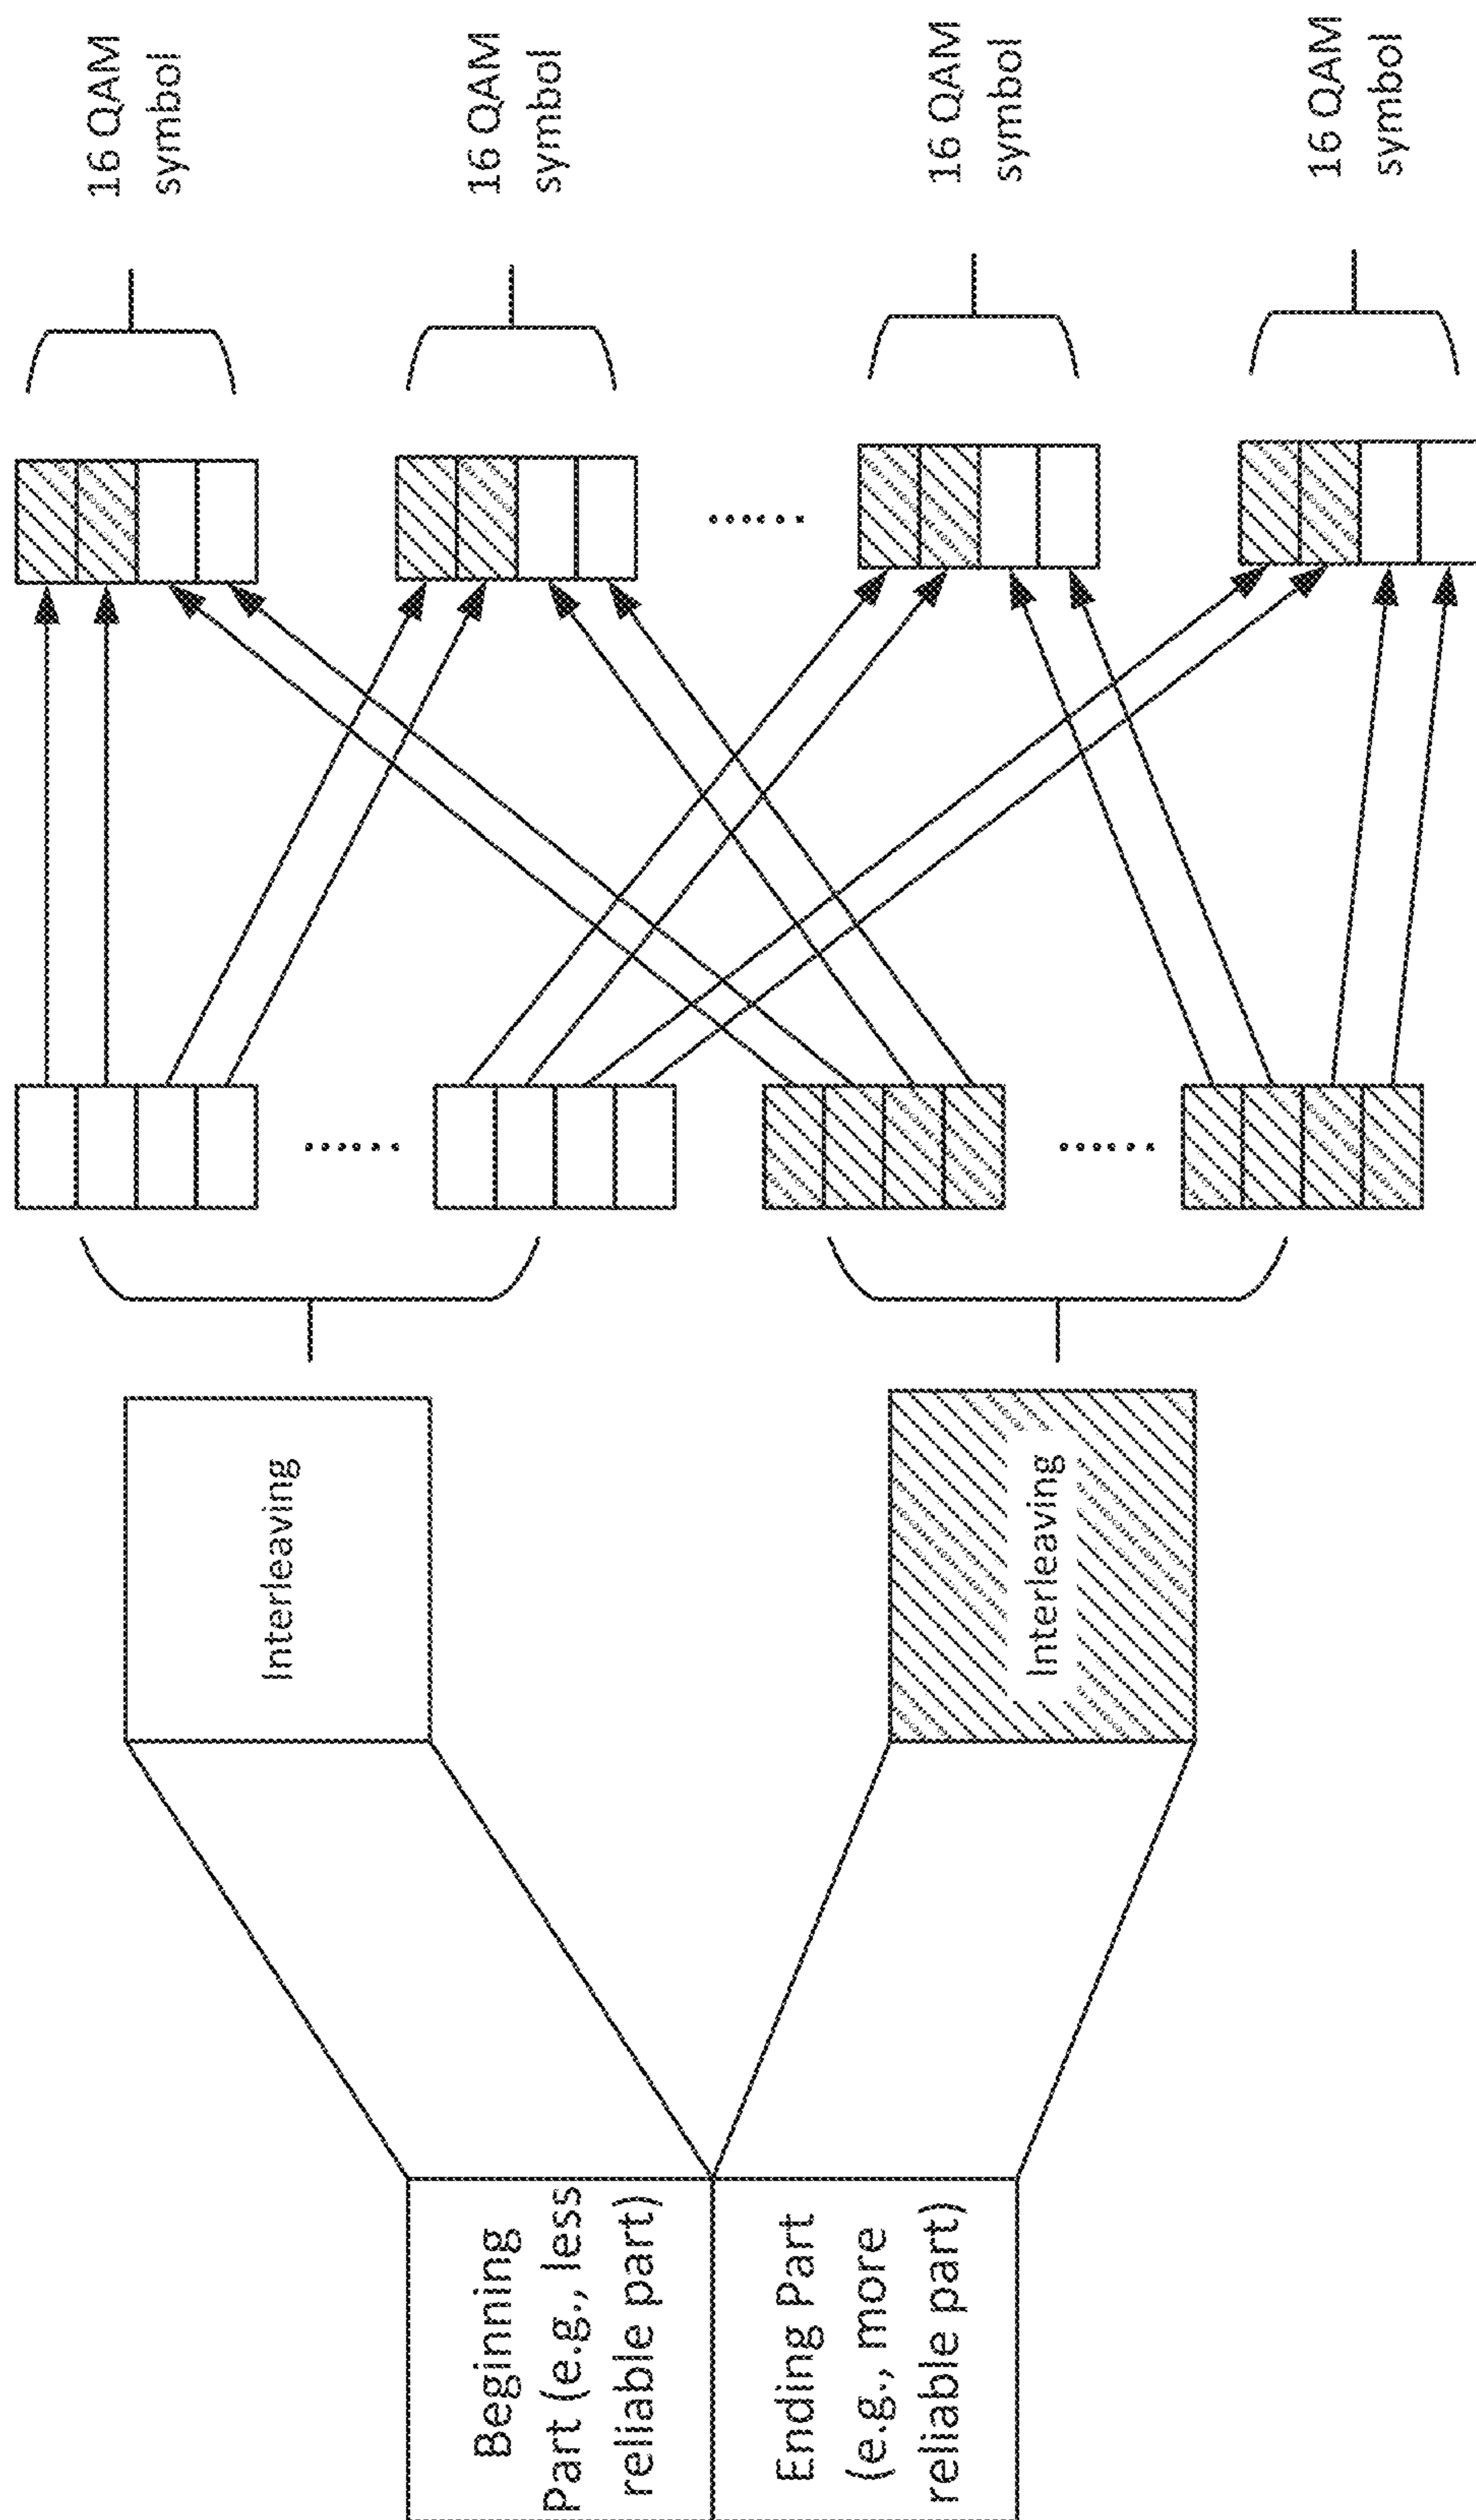 Beginning
Part (e.g., less
reliable part)
Ending Part
(e.g., more
reliable part)
Interleaving
Interleaving
16 QAM
symbol
16 QAM
symbol
16 QAM
symbol
16 QAM
symbol